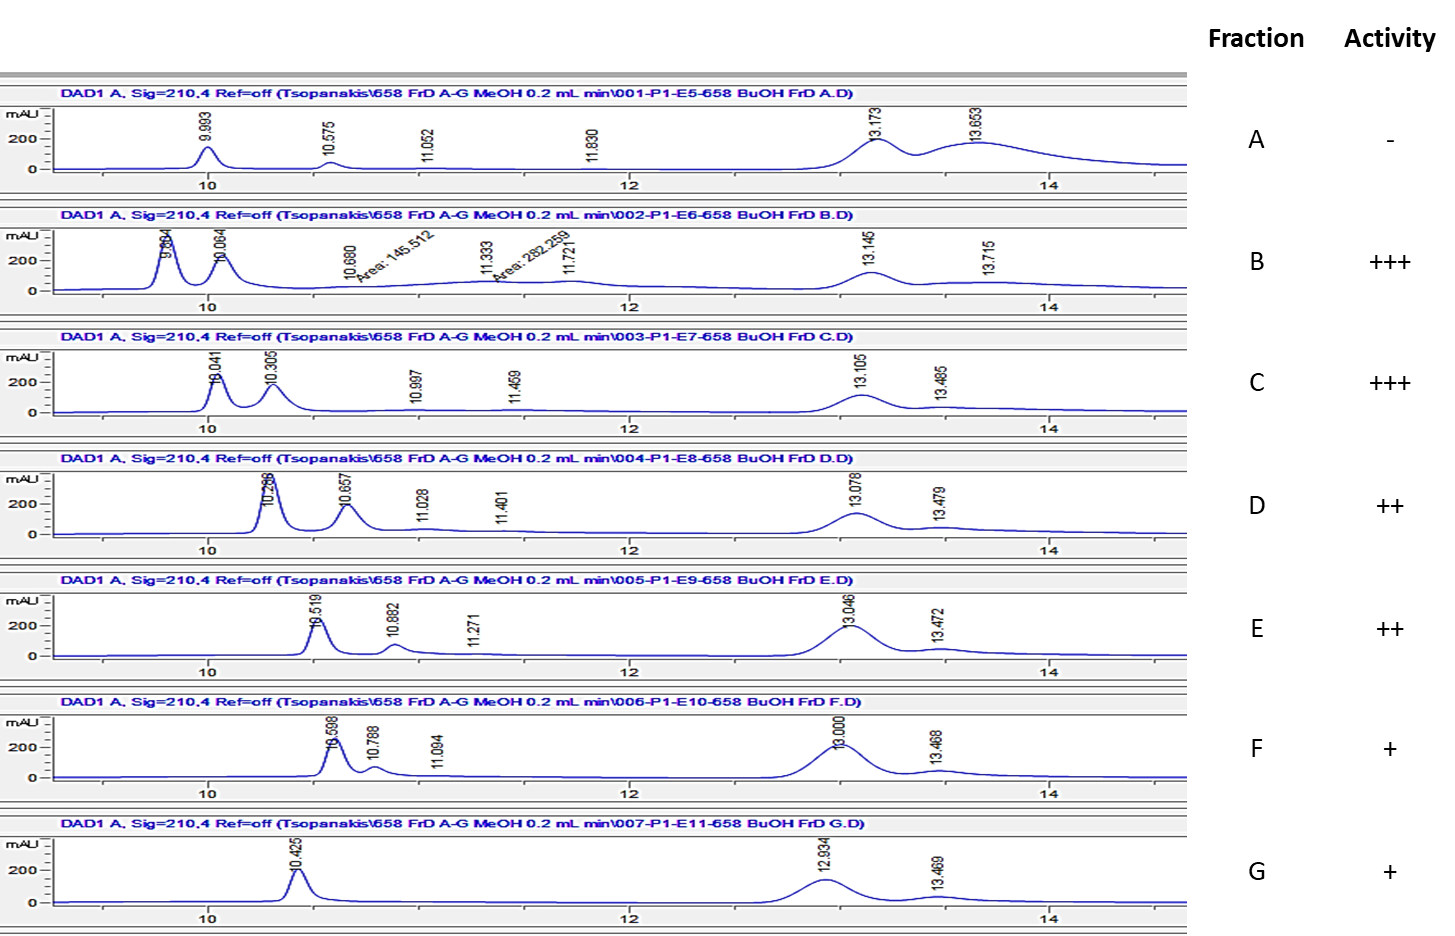 Fraction Activity
DAD1 A, Sig=210,4 Ref=off (Tsopanakis\658 FrD A-G MeOH 0.2 mL min\001-P1-E5-658 BuOH FrD A.D)
mAU
200
0
9.993
10.575
11.052
11.830
13.173
13.653
10 12 14
A -
DAD1 A, Sig=210,4 Ref=off (Tsopanakis\658 FrD A-G MeOH 0.2 mL min\002-P1-E6-658 BuOH FrD B.D)
mAU
200
0
10.064
10.680
Area: 145.512
11.333
Area: 282.259
11.721
13.145
13.715
10 12 14
B +++
DAD1 A, Sig=210,4 Ref=off (Tsopanakis\658 FrD A-G MeOH 0.2 mL min\003-P1-E7-658 BuOH FrD C.D)
mAU
200
0
10.041
10.305
10.997
11.459
13.105
13.485
10 12 14
C +++
DAD1 A, Sig=210,4 Ref=off (Tsopanakis\658 FrD A-G MeOH 0.2 mL min\004-P1-E8-658 BuOH FrD D.D)
mAU
200
0
10.657
11.028
11.401
13.078
13.479
10 12 14
D ++
DAD1 A, Sig=210,4 Ref=off (Tsopanakis\658 FrD A-G MeOH 0.2 mL min\005-P1-E9-658 BuOH FrD E.D)
mAU
200
0
10.519
10.882
11.271
13.046
13.472
10 12 14
E ++
DAD1 A, Sig=210,4 Ref=off (Tsopanakis\658 FrD A-G MeOH 0.2 mL min\006-P1-E10-658 BuOH FrD F.D)
mAU
200
0
10.598
10.788
11.094
13.000
13.468
10 12 14
F +
DAD1 A, Sig=210,4 Ref=off (Tsopanakis\658 FrD A-G MeOH 0.2 mL min\007-P1-E11-658 BuOH FrD G.D)
mAU
200
0
10.425
12.934
13.469
10 12 14
G +